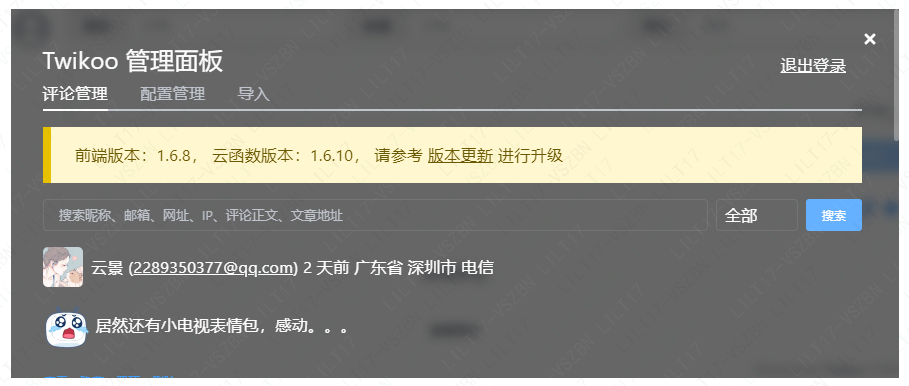 Twikoo 管理面板
退出登录
评论管理 配置管理 导入
前端版本：1.6.8， 云函数版本：1.6.10， 请参考 版本更新 进行升级
搜索昵称、邮箱、网址、IP、评论正文、文章地址 全部 搜索
云景 (2289350377@qq.com) 2 天前 广东省 深圳市 电信
居然还有小电视表情包，感动。。。